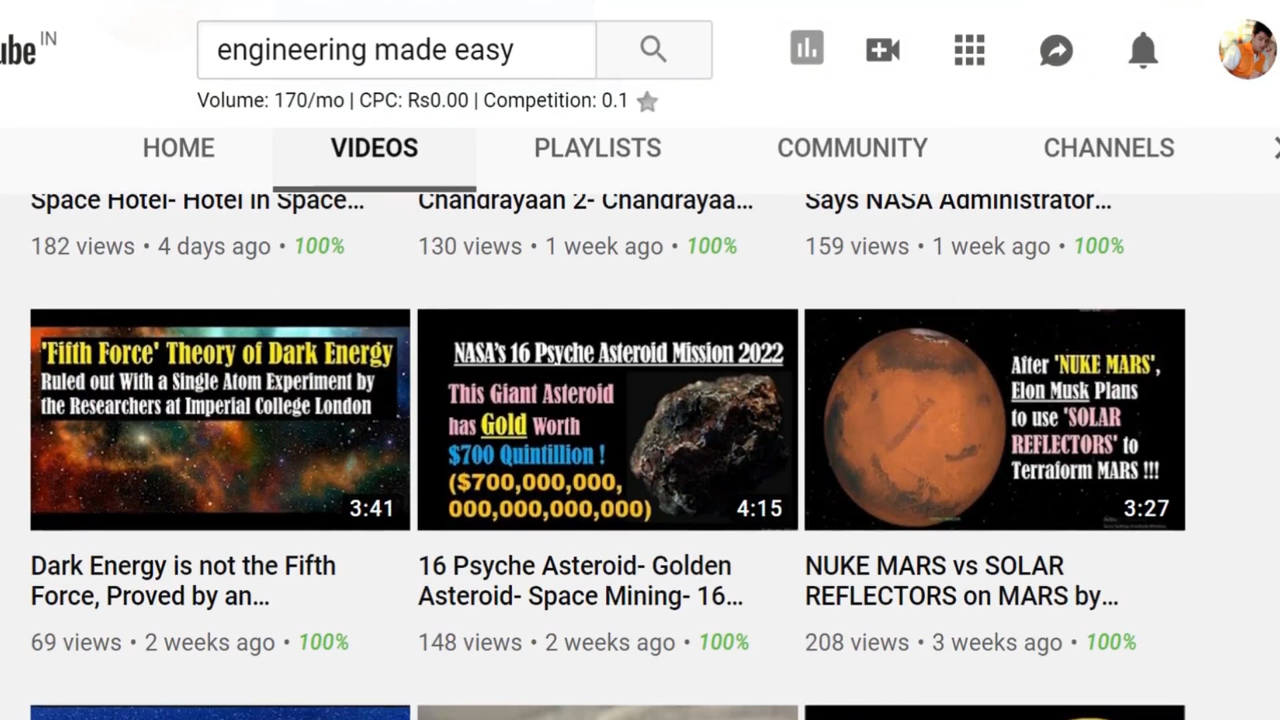 ube IN
engineering made easy
Volume: 170/mo | CPC: Rs0.00 | Competition: 0.1
HOME
VIDEOS
PLAYLISTS
COMMUNITY
CHANNELS
Space Hotel- Hotel in Space...
182 views • 4 days ago • 100%
Chandrayaan 2- Chandrayaa...
130 views • 1 week ago • 100%
Says NASA Administrator...
159 views • 1 week ago • 100%
'Fifth Force' Theory of Dark Energy
Ruled out With a Single Atom Experiment by
the Researchers at Imperial College London
3:41
Dark Energy is not the Fifth
Force, Proved by an...
69 views • 2 weeks ago • 100%
NASA's 16 Psyche Asteroid Mission 2022
This Giant Asteroid
has Gold Worth
$700 Quintillion !
($700,000,000,
000,000,000,000)
4:15
16 Psyche Asteroid- Golden
Asteroid- Space Mining- 16...
148 views • 2 weeks ago • 100%
After 'NUKE MARS',
Elon Musk Plans
to use 'SOLAR
REFLECTORS' to
Terraform MARS !!!
3:27
NUKE MARS vs SOLAR
REFLECTORS on MARS by...
208 views • 3 weeks ago • 100%